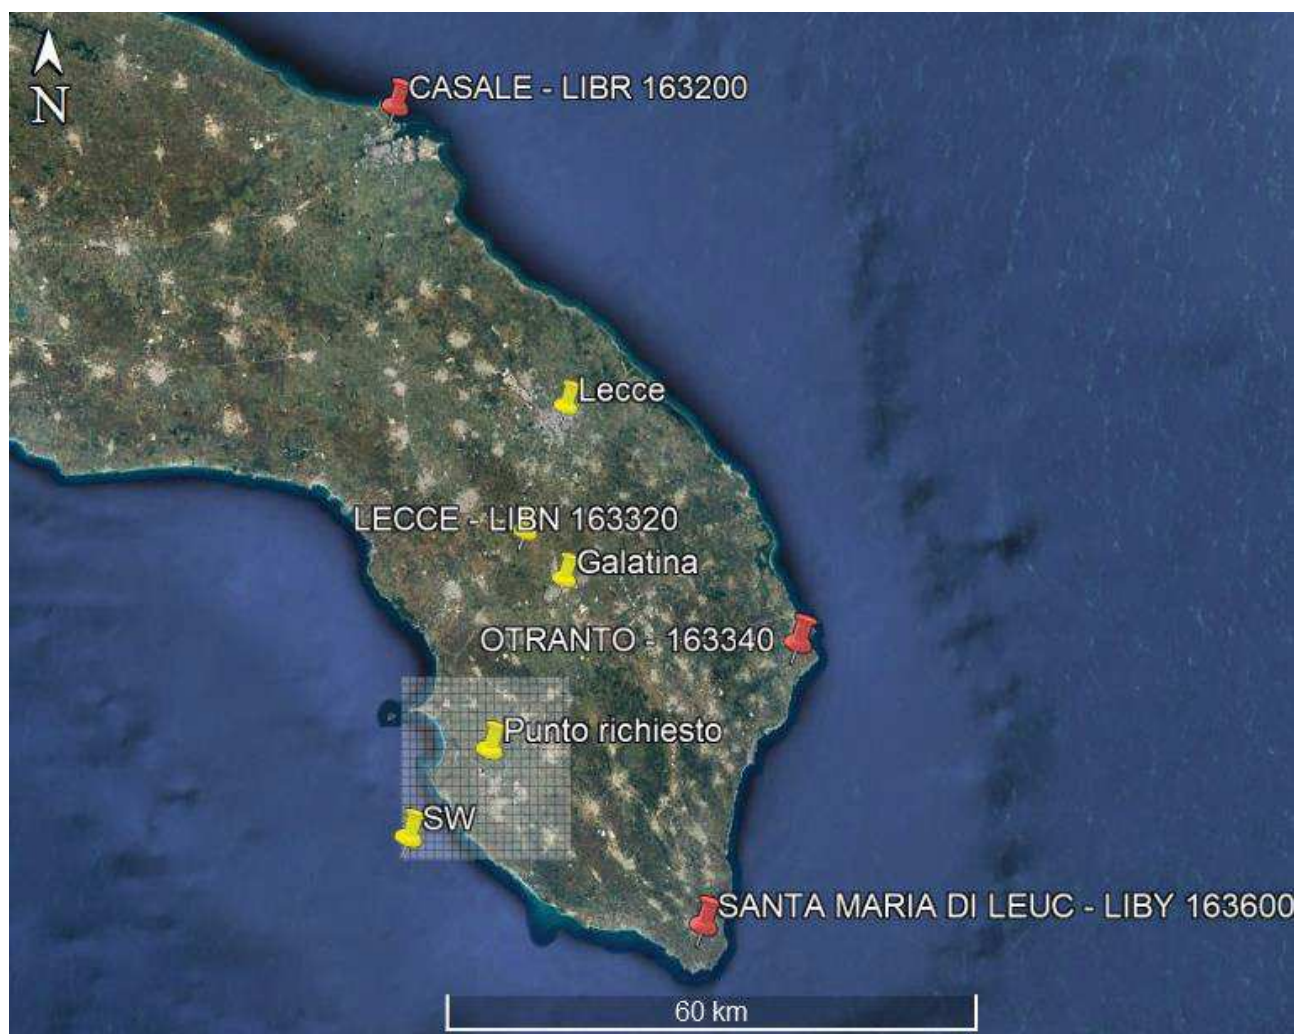 N
CASALE - LIBR 163200
Lecce
LECCE - LIBN 163320
Galatina
OTRANTO - 163340
Punto richiesto
SW
SANTA MARIA DI LEUC - LIBY 163600
60 km